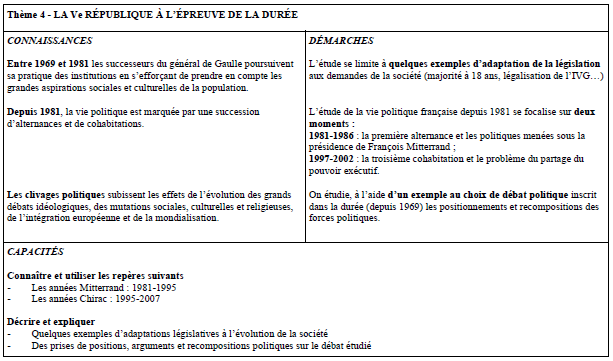 Thème 4 - LA Ve RÉPUBLIQUE À L’ÉPREUVE DE LA DURÉE
CONNAISSANCES
Entre 1969 et 1981 les successeurs du général de Gaulle poursuivent
sa pratique des institutions en s’efforçant de prendre en compte les
grandes aspirations sociales et culturelles de la population.
Depuis 1981, la vie politique est marquée par une succession
d’alternances et de cohabitations.
Les clivages politiques subissent les effets de l’évolution des grands
débats idéologiques, des mutations sociales, culturelles et religieuses,
de l’intégration européenne et de la mondialisation.
DÉMARCHES
L’étude se limite à quelques exemples d’adaptation de la législation
aux demandes de la société (majorité à 18 ans, légalisation de l’IVG…)
L’étude de la vie politique française depuis 1981 se focalise sur deux
moments :
1981-1986 : la première alternance et les politiques menées sous la
présidence de François Mitterrand ;
1997-2002 : la troisième cohabitation et le problème du partage du
pouvoir exécutif.
On étudie, à l’aide d’un exemple au choix de débat politique inscrit
dans la durée (depuis 1969) les positionnements et recompositions des
forces politiques.
CAPACITÉS
Connaître et utiliser les repères suivants
- Les années Mitterrand : 1981-1995
- Les années Chirac : 1995-2007
Décrire et expliquer
- Quelques exemples d’adaptations législatives à l’évolution de la société
- Des prises de positions, arguments et recompositions politiques sur le débat étudié